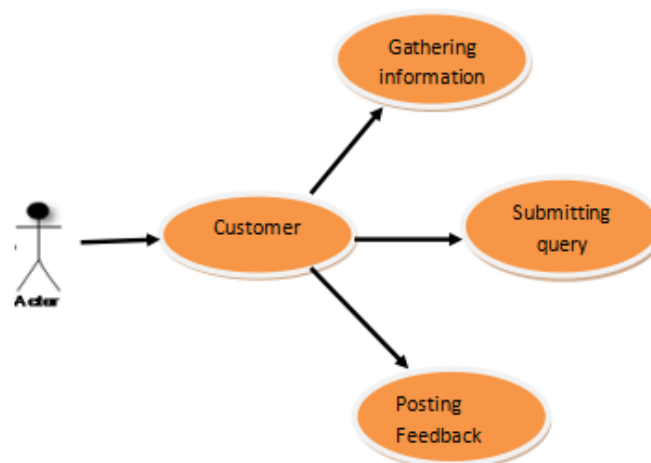 Gathering
information
Customer
Submitting
query
Actor
Posting
Feedback